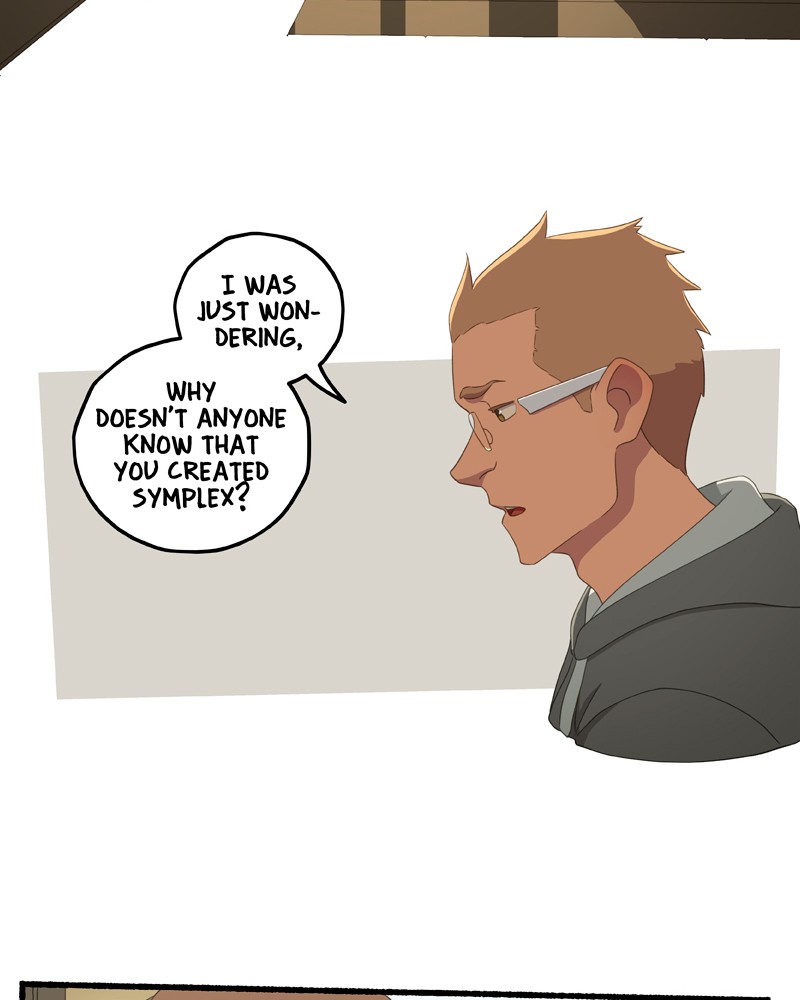 I WAS
JUST WON-
DERING,
WHY
DOESN'T ANYONE
KNOW THAT
YOU CREATED
SYMPLEX?